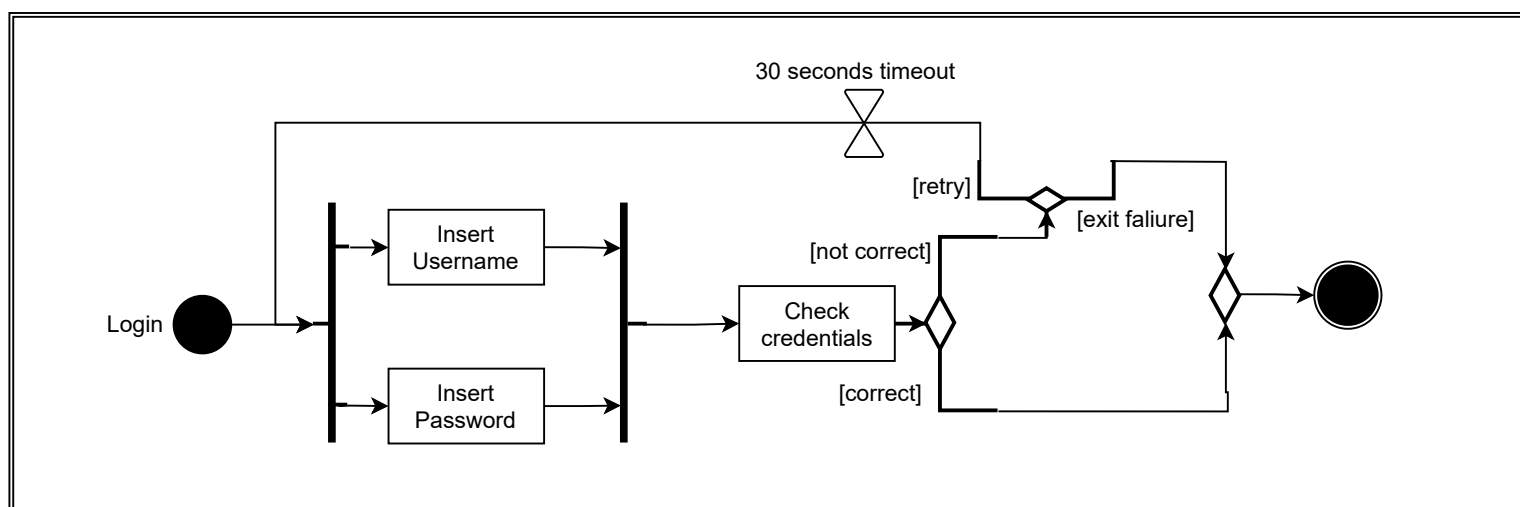 30 seconds timeout
[retry]
[exit faliure]
Insert
Username
[not correct]
Login
Check
credentials
Insert
Password
[correct]